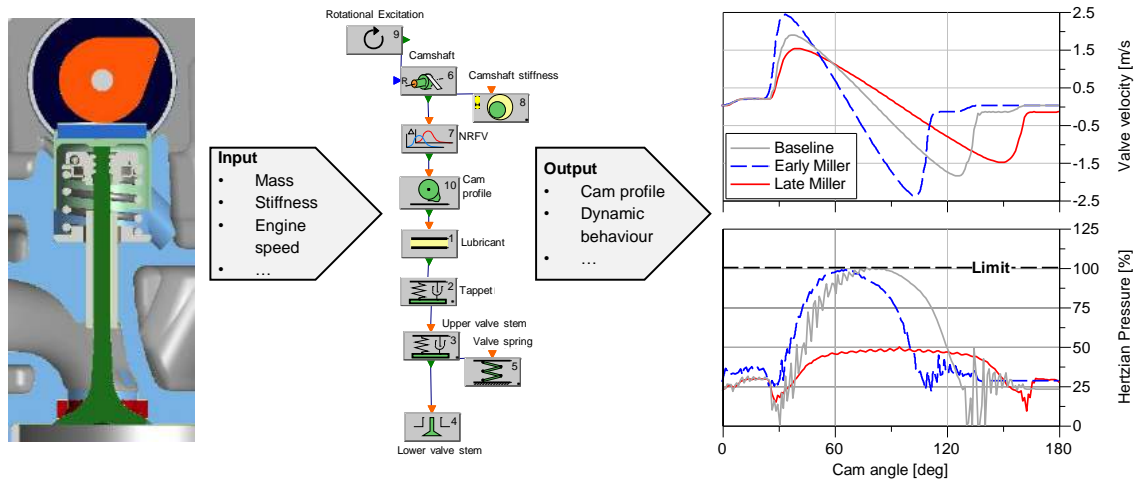 Input
• Mass
• Stiffness
• Engine
speed
• ...
Rotational Excitation
9
Camshaft
R
6
Camshaft stiffness
8
7
NRFV
10
Cam
profile
1
Lubricant
2
Tappet
Upper valve stem
3
Valve spring
5
4
Lower valve stem
Output
• Cam profile
• Dynamic
behaviour
• ...
2.5
1.5
0.5
-0.5
-1.5
-2.5
Valve velocity [m/s
Baseline
Early Miller
Late Miller
125
100
75
50
25
0
Hertzian Pressure [%]
Limit
0
60
120
180
Cam angle [deg]